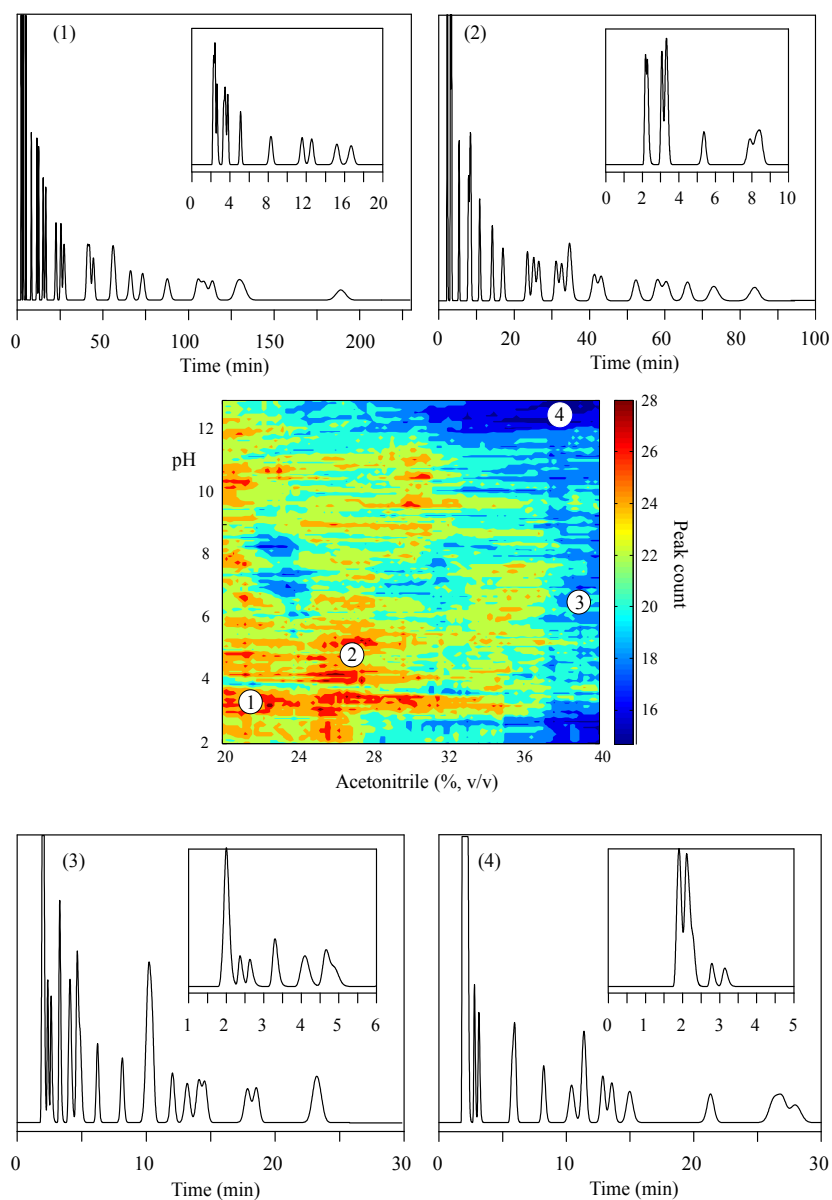 (1)
0 4 8 12 16 20
0 50 100 150 200
Time (min)
(2)
0 2 4 6 8 10
0 20 40 60 80 100
Time (min)
pH
12
10
8
6
4
2
1
2
3
4
20 24 28 32 36 40
Acetonitrile (%, v/v)
28
26
24
22
20
18
16
Peak count
(3)
1 2 3 4 5 6
0 10 20 30
Time (min)
(4)
0 1 2 3 4 5
0 10 20 30
Time (min)